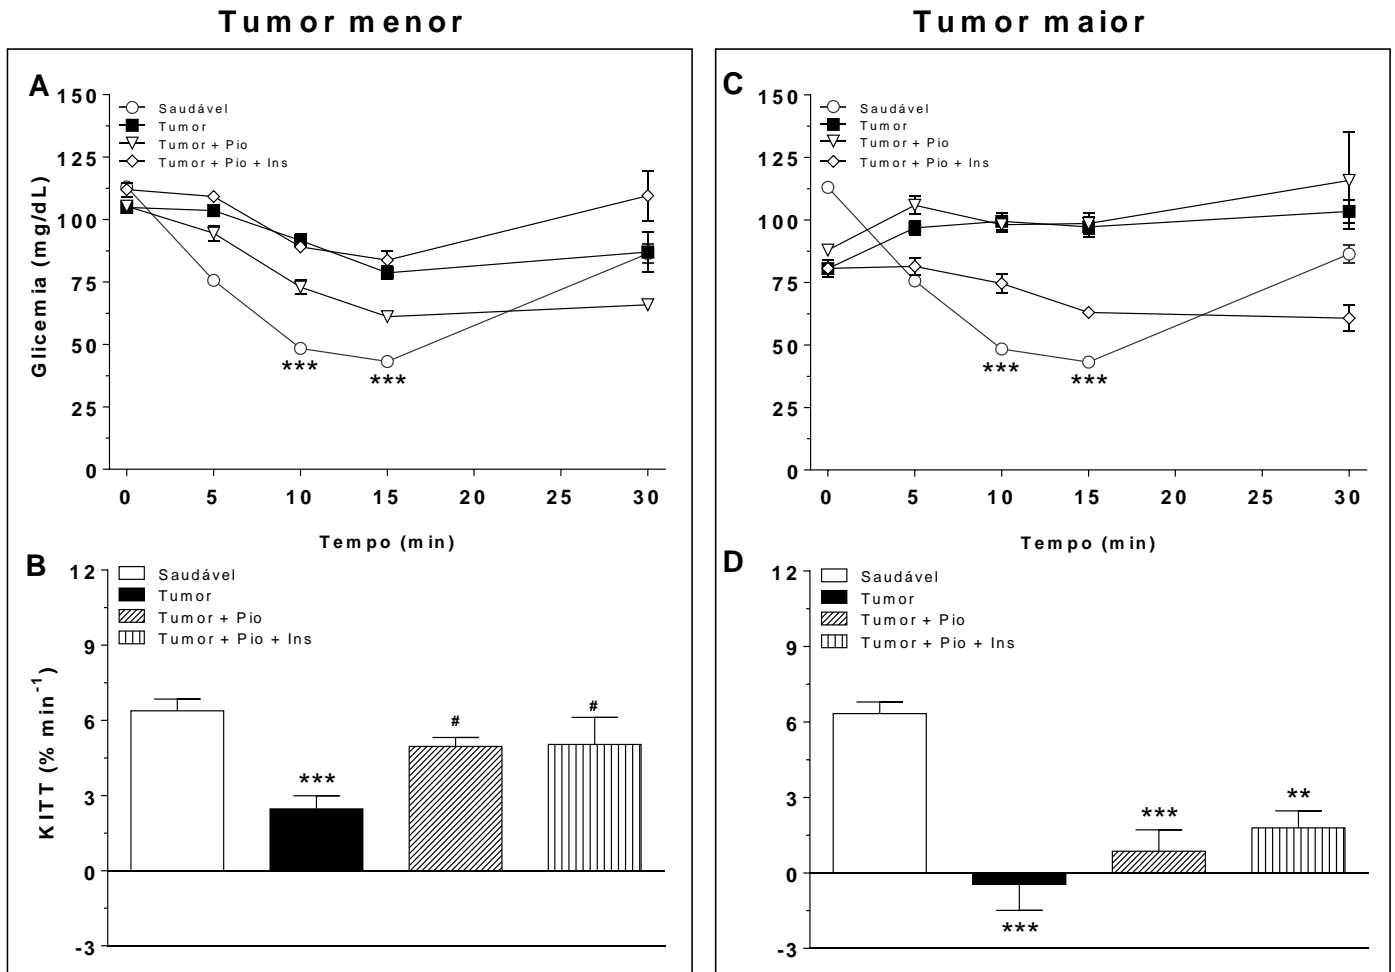 Tumor menor
A
Saudável
Tumor
Tumor + Pio
Tumor + Pio + Ins
150
125
100
75
50
25
0
Glicemia (mg/dL)
0 5 10 15 20 25 30
Tempo (min)
***
***
B
Saudável
Tumor
Tumor + Pio
Tumor + Pio + Ins
12
9
6
3
0
-3
KITT (% min-1)
***
#
#
Tumor maior
C
Saudável
Tumor
Tumor + Pio
Tumor + Pio + Ins
150
125
100
75
50
25
0
0 5 10 15 20 25 30
Tempo (min)
***
***
D
Saudável
Tumor
Tumor + Pio
Tumor + Pio + Ins
12
9
6
3
0
-3
***
***
**